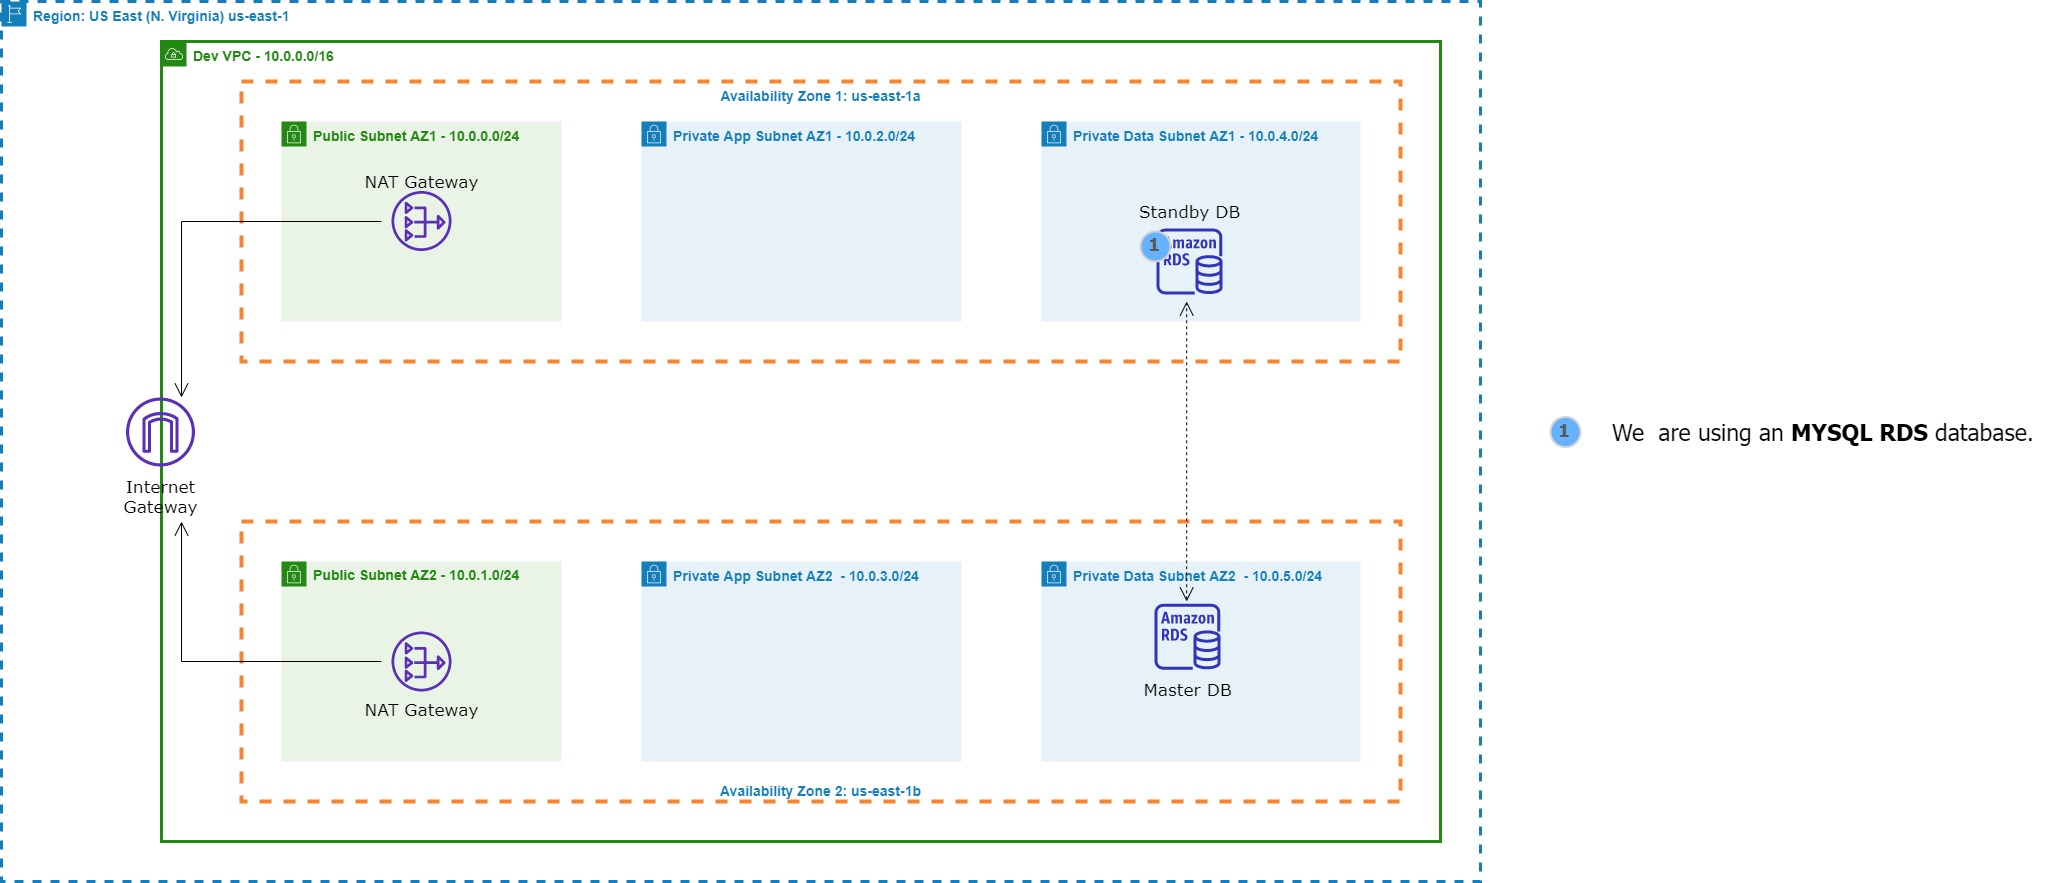 Region: US East (N. Virginia) us-east-1
Dev VPC - 10.0.0.0/16
Availability Zone 1: us-east-1a
Public Subnet AZ1 - 10.0.0.0/24
NAT Gateway
Private App Subnet AZ1 - 10.0.2.0/24
Private Data Subnet AZ1 - 10.0.4.0/24
Standby DB
1
mazon
RDS
Internet
Gateway
1
We  are using an MYSQL RDS database.
Public Subnet AZ2 - 10.0.1.0/24
NAT Gateway
Private App Subnet AZ2  - 10.0.3.0/24
Private Data Subnet AZ2  - 10.0.5.0/24
Amazon
RDS
Master DB
Availability Zone 2: us-east-1b